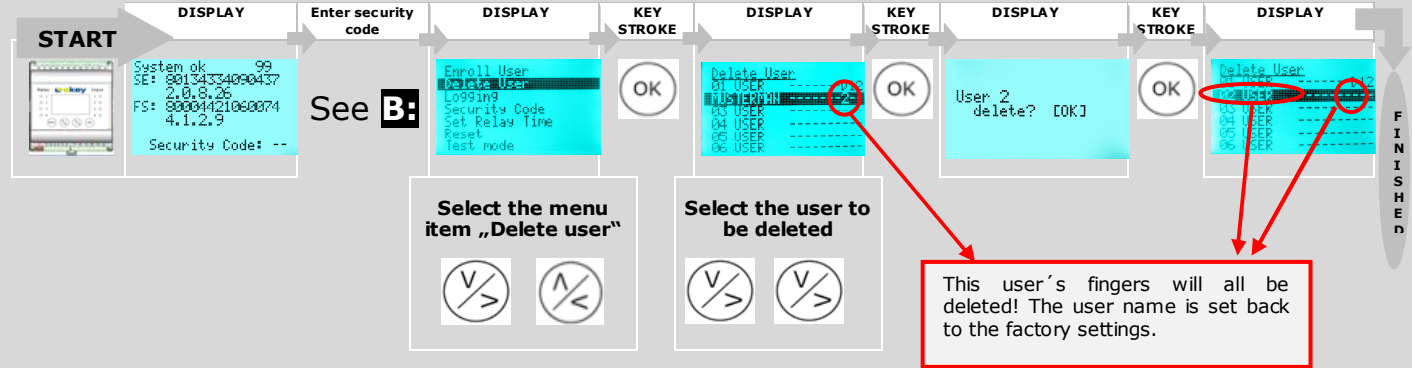 START
DISPLAY
Enter security
code
DISPLAY
KEY
STROKE
DISPLAY
KEY
STROKE
DISPLAY
KEY
STROKE
DISPLAY
ekey
System ok 99
SE: 80134334090437
2.0.8.26
FS: 80004421060074
4.1.2.9
Security Code: --
See B:
Enroll User
Delete User
Logging
Security Code
Set Relay Time
Reset
Test mode
OK
Delete User
01 USER
MUSTERMAN ------ -2-
03 USER ----------
04 USER ----------
05 USER ----------
06 USER ----------
OK
User 2
delete? [OK]
OK
Delete User
01 USER
02 USER
03 USER ----------
04 USER ----------
05 USER ----------
06 USER ----------
FINISHED
Select the menu
item „Delete user“
V/> Λ/<
Select the user to
be deleted
V/> V/>
This user´s fingers will all be
deleted! The user name is set back
to the factory settings.